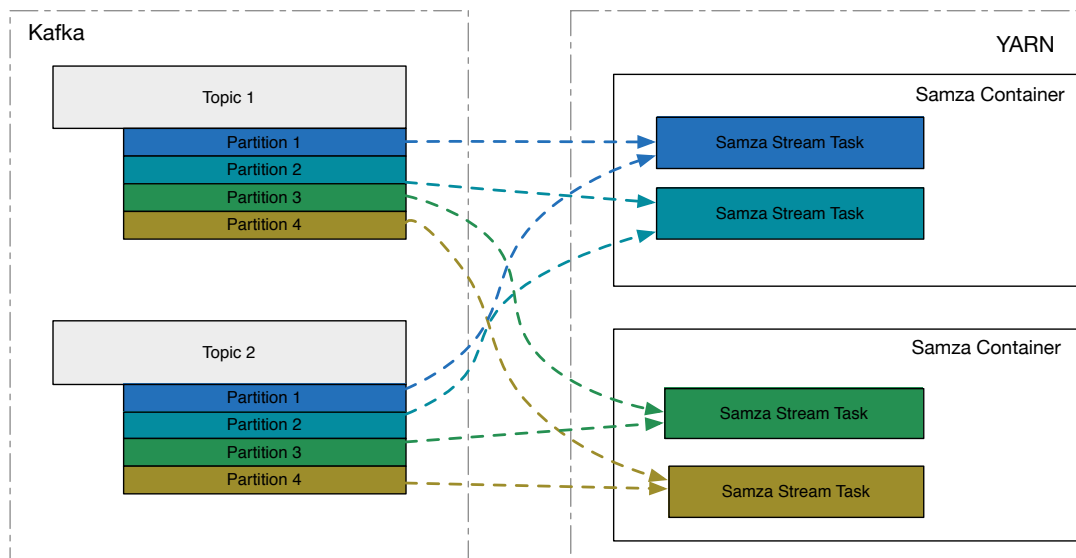 Kafka
Topic 1
Partition 1
Partition 2
Partition 3
Partition 4
Topic 2
Partition 1
Partition 2
Partition 3
Partition 4
YARN
Samza Container
Samza Stream Task
Samza Stream Task
Samza Container
Samza Stream Task
Samza Stream Task